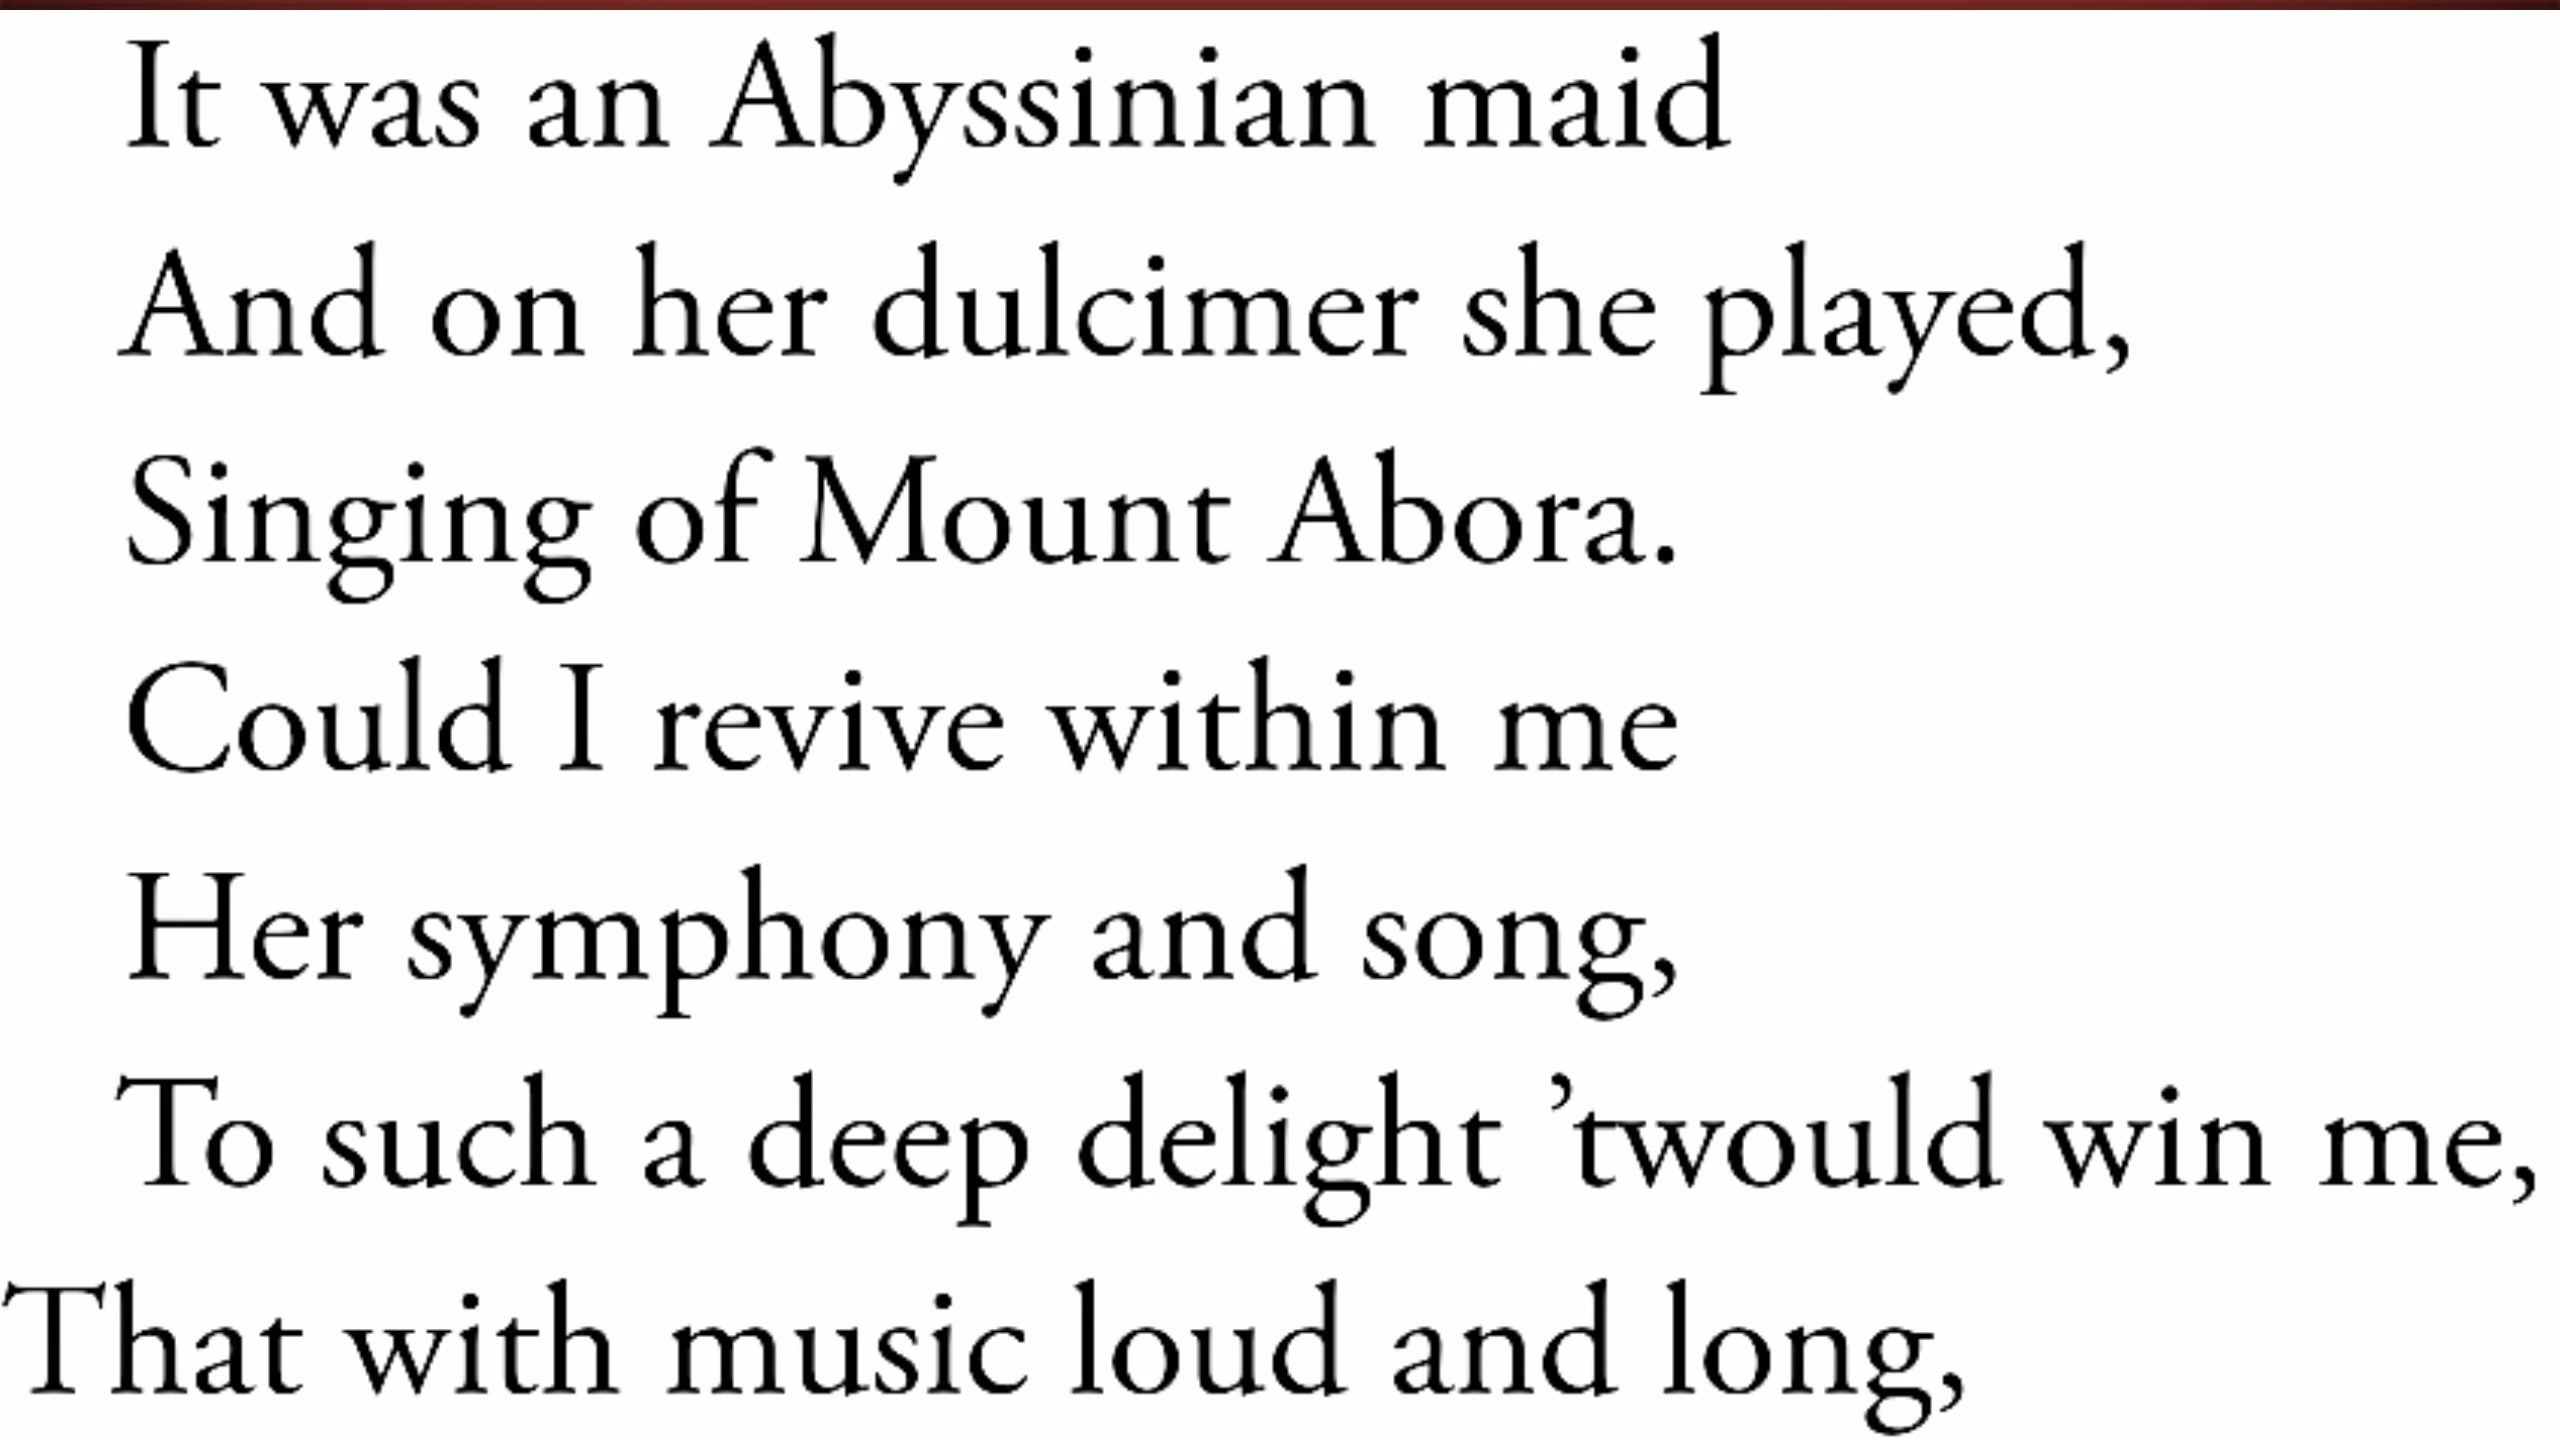 It was an Abyssinian maid
And on her dulcimer she played,
Singing of Mount Abora.
Could I revive within me
Her symphony and song,
To such a deep delight ’twould win me,
That with music loud and long,